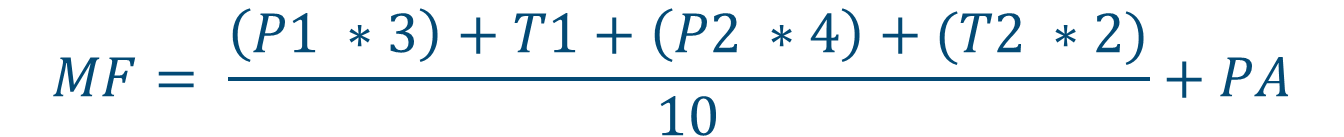 MF = (P1 * 3) + T1 + (P2 * 4) + (T2 * 2)
10
+ PA